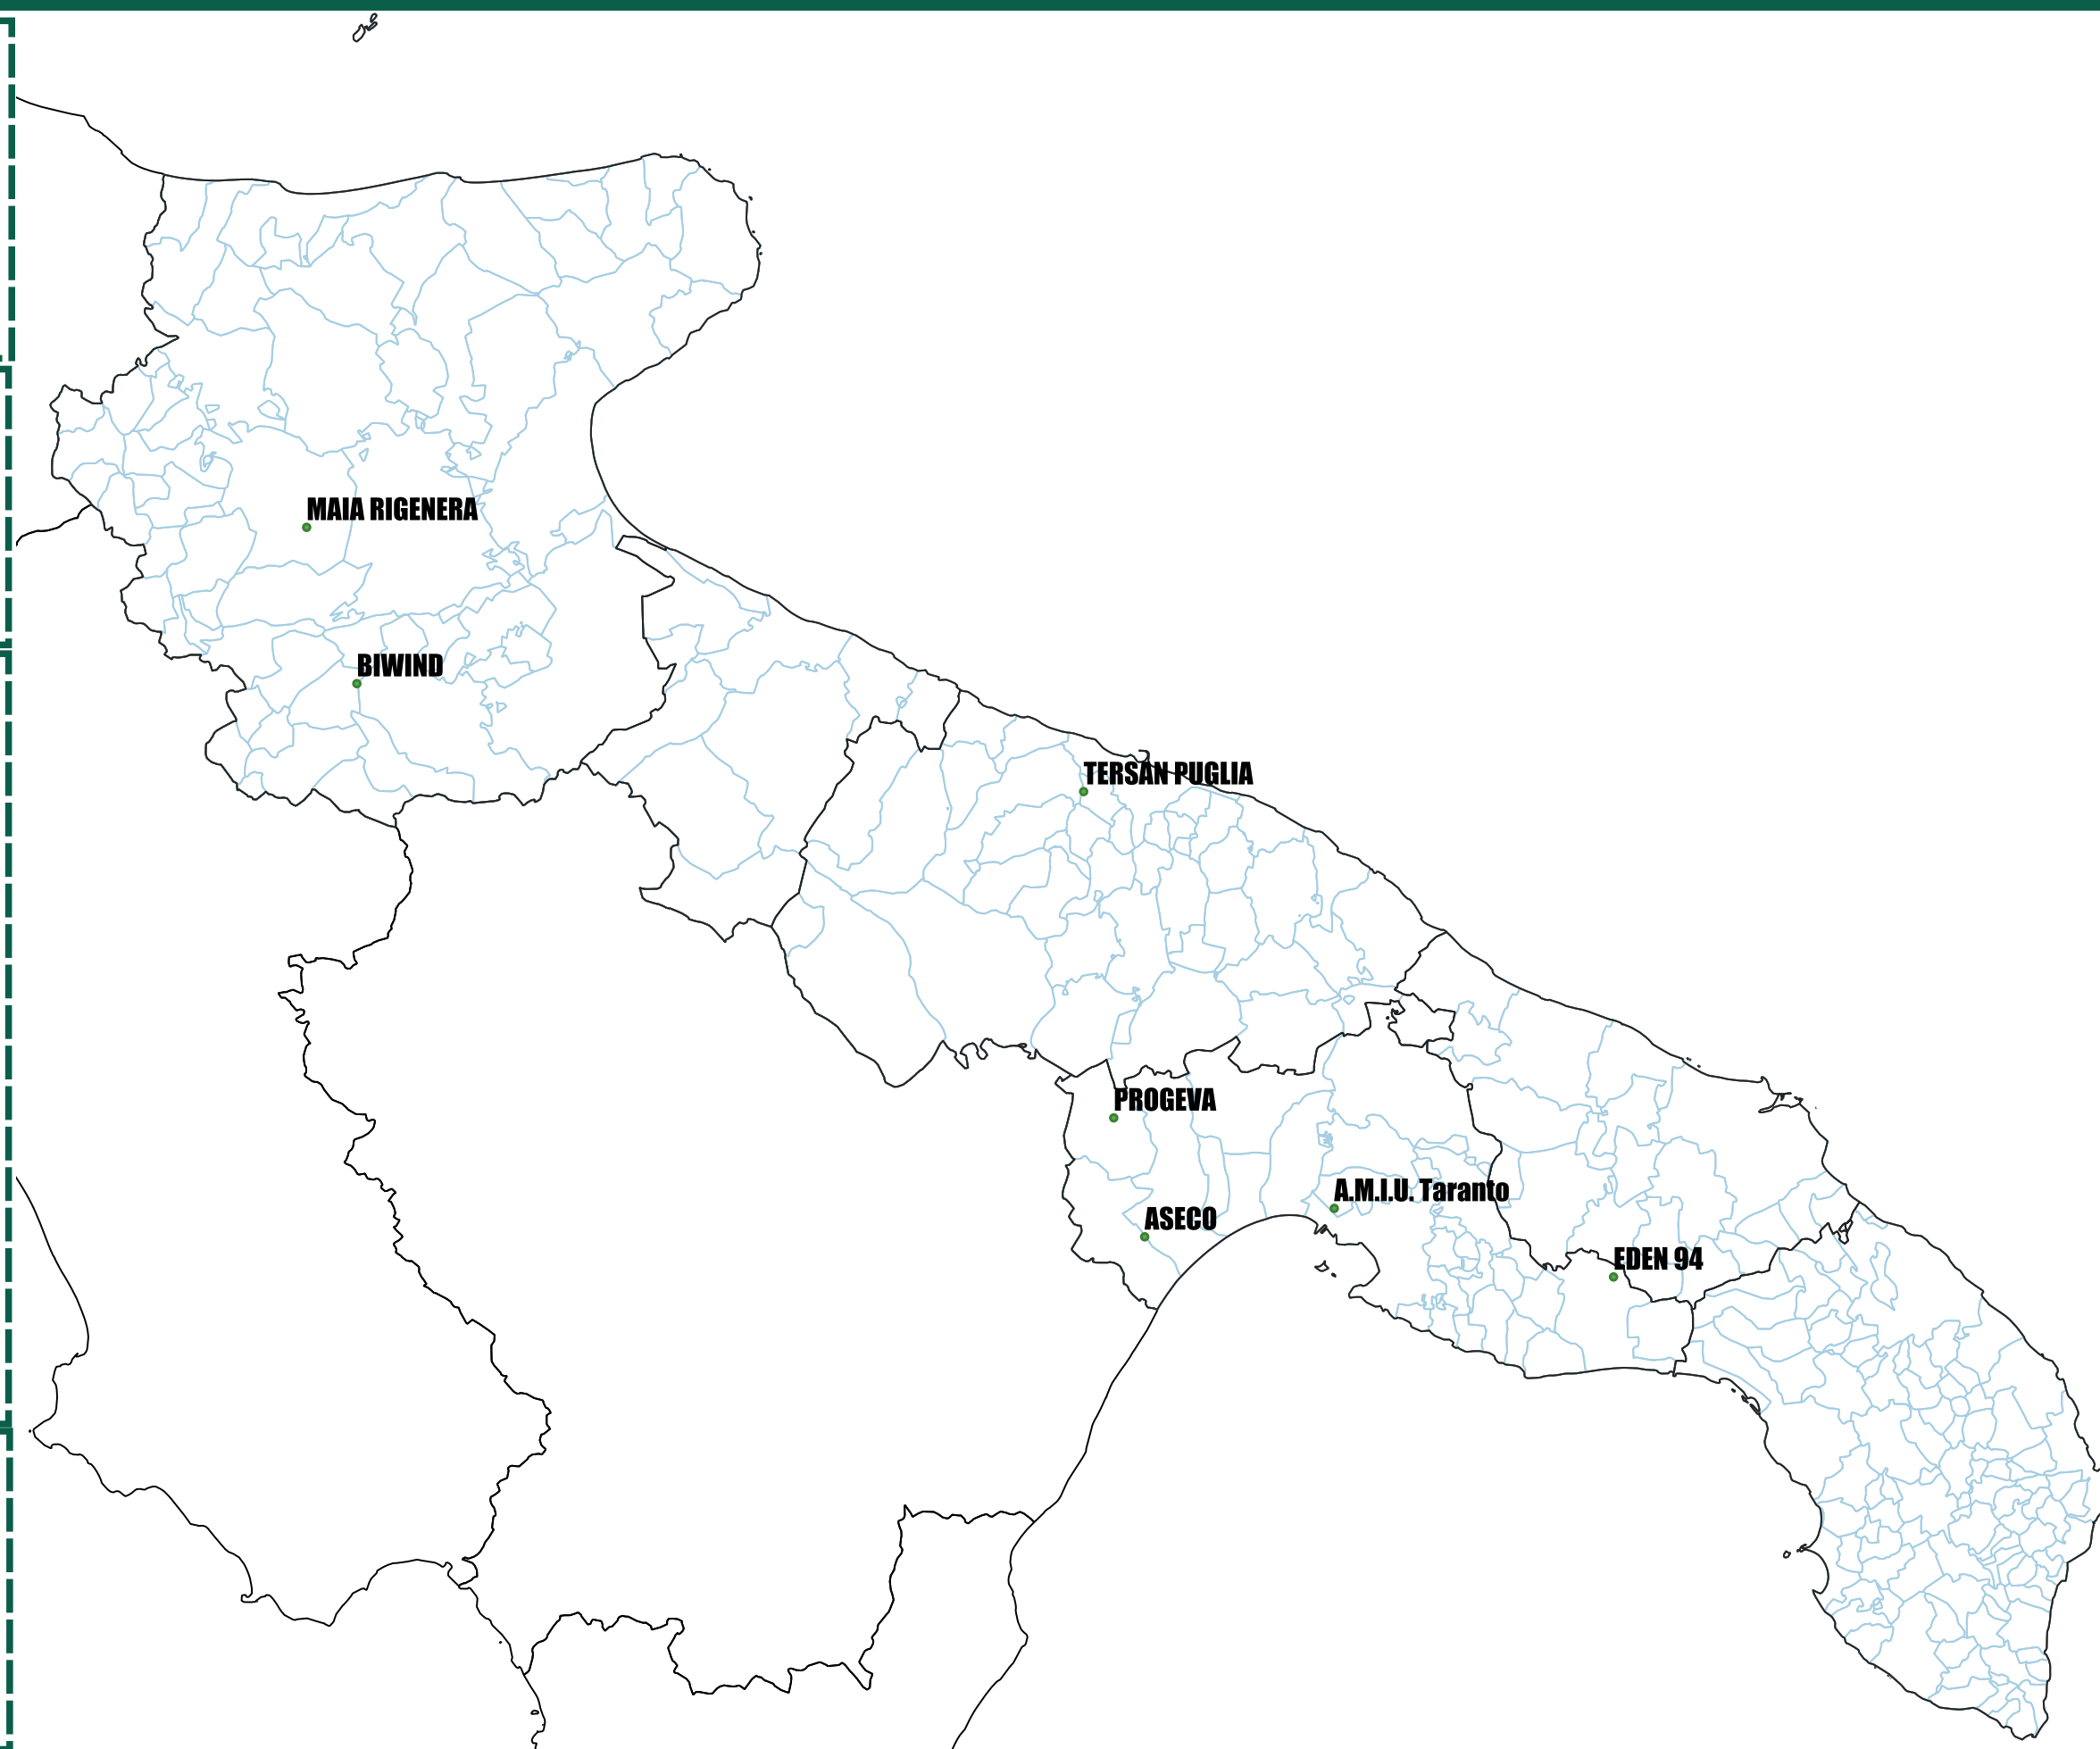 MAIA RIGENERA
BIWIND
TERSAN PUGLIA
PROGEVA
A.M.I.U. Taranto
ASECO
EDEN 94